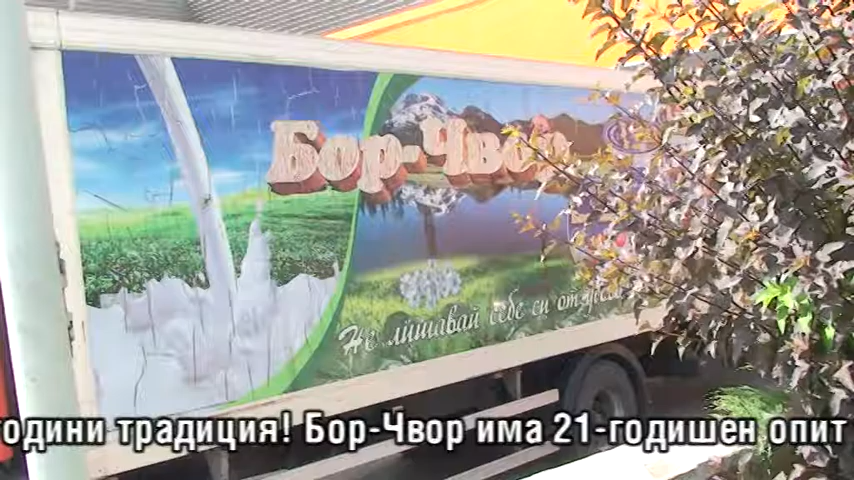 Бор-Чвор
Не лишавай себе си от
години традиция! Бор-Чвор има 21-годишен опит